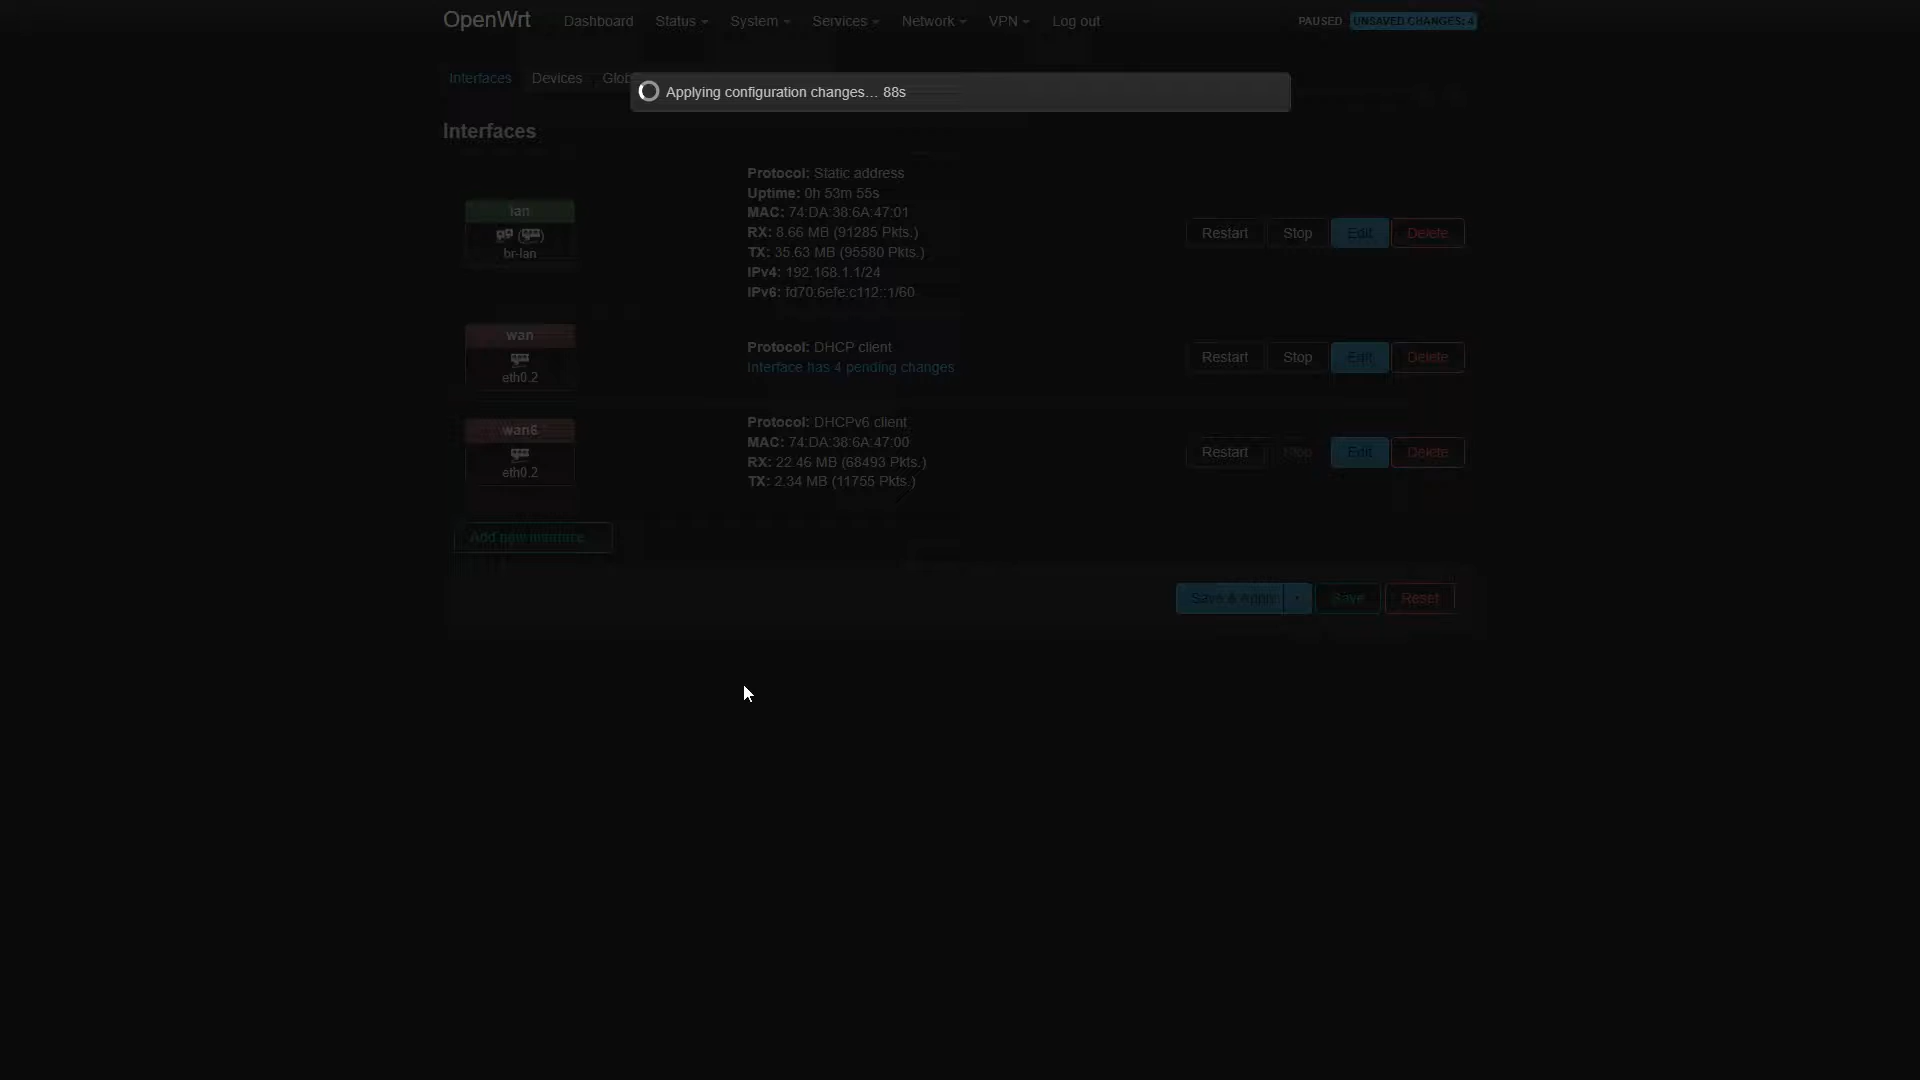 OpenWrt Dashboard Status System Services Network VPN Log out PAUSED UNSAVED CHANGES: 4
Interfaces Devices Glob
Applying configuration changes… 88s
Interfaces
Protocol: Static address
Uptime: 0h 53m 55s
MAC: 74:DA:38:6A:47:01
RX: 8.66 MB (91285 Pkts.)
TX: 35.63 MB (95580 Pkts.)
IPv4: 192.168.1.1/24
IPv6: fd70:6efe:c112::1/60
lan
br-lan
Restart Stop Edit Delete
wan
eth0.2
Protocol: DHCP client
Interface has 4 pending changes
Restart Stop Edit Delete
wan6
eth0.2
Protocol: DHCPv6 client
MAC: 74:DA:38:6A:47:00
RX: 22.46 MB (68493 Pkts.)
TX: 2.34 MB (11755 Pkts.)
Restart Stop Edit Delete
Add new interface...
Save & Apply Save Reset